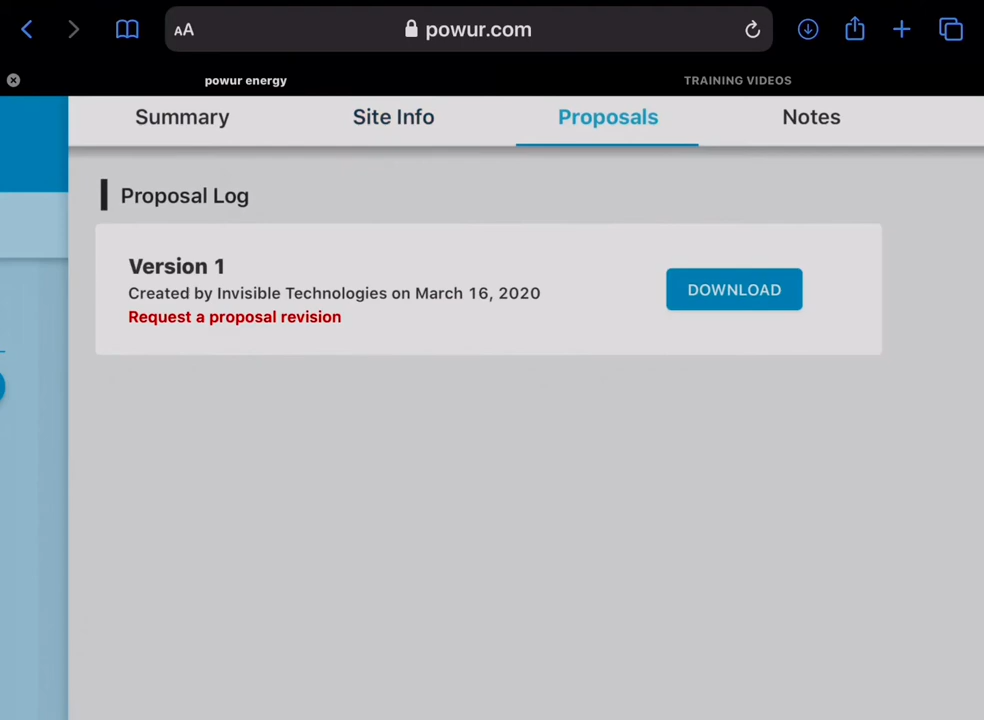 AA powur.com
powur energy TRAINING VIDEOS
Summary Site Info Proposals Notes
Proposal Log
Version 1
Created by Invisible Technologies on March 16, 2020
Request a proposal revision
DOWNLOAD